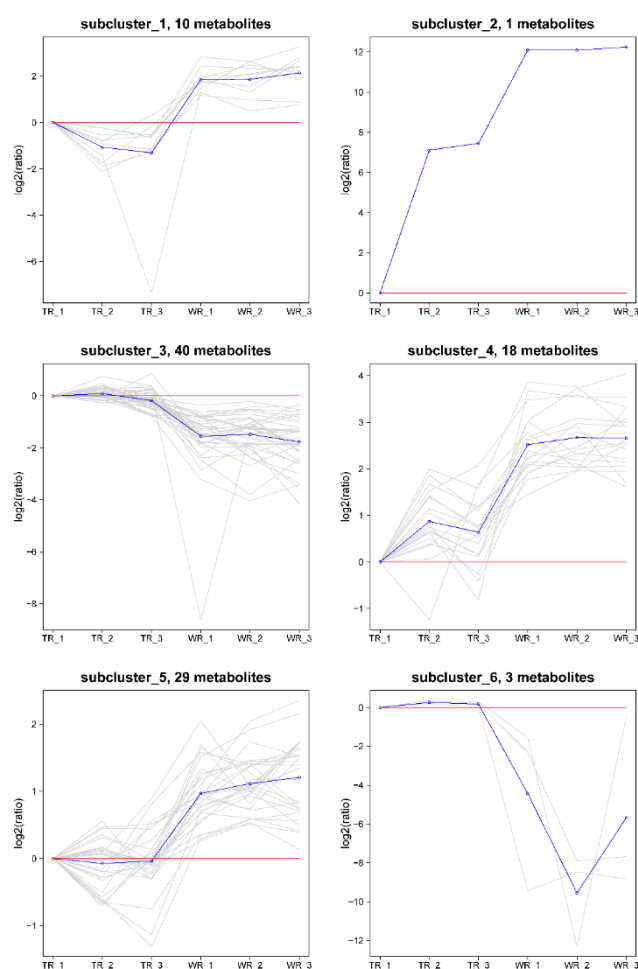 subcluster_1, 10 metabolites
log2(ratio)
2
0
-2
-4
-6
TR_1 TR_2 TR_3 WR_1 WR_2 WR_3
subcluster_2, 1 metabolites
log2(ratio)
12
10
8
6
4
2
0
TR_1 TR_2 TR_3 WR_1 WR_2 WR_3
subcluster_3, 40 metabolites
log2(ratio)
0
-2
-4
-6
-8
TR_1 TR_2 TR_3 WR_1 WR_2 WR_3
subcluster_4, 18 metabolites
log2(ratio)
4
3
2
1
0
-1
TR_1 TR_2 TR_3 WR_1 WR_2 WR_3
subcluster_5, 29 metabolites
log2(ratio)
2
1
0
-1
TR_1 TR_2 TR_3 WR_1 WR_2 WR_3
subcluster_6, 3 metabolites
log2(ratio)
0
-2
-4
-6
-8
-10
-12
TR_1 TR_2 TR_3 WR_1 WR_2 WR_3